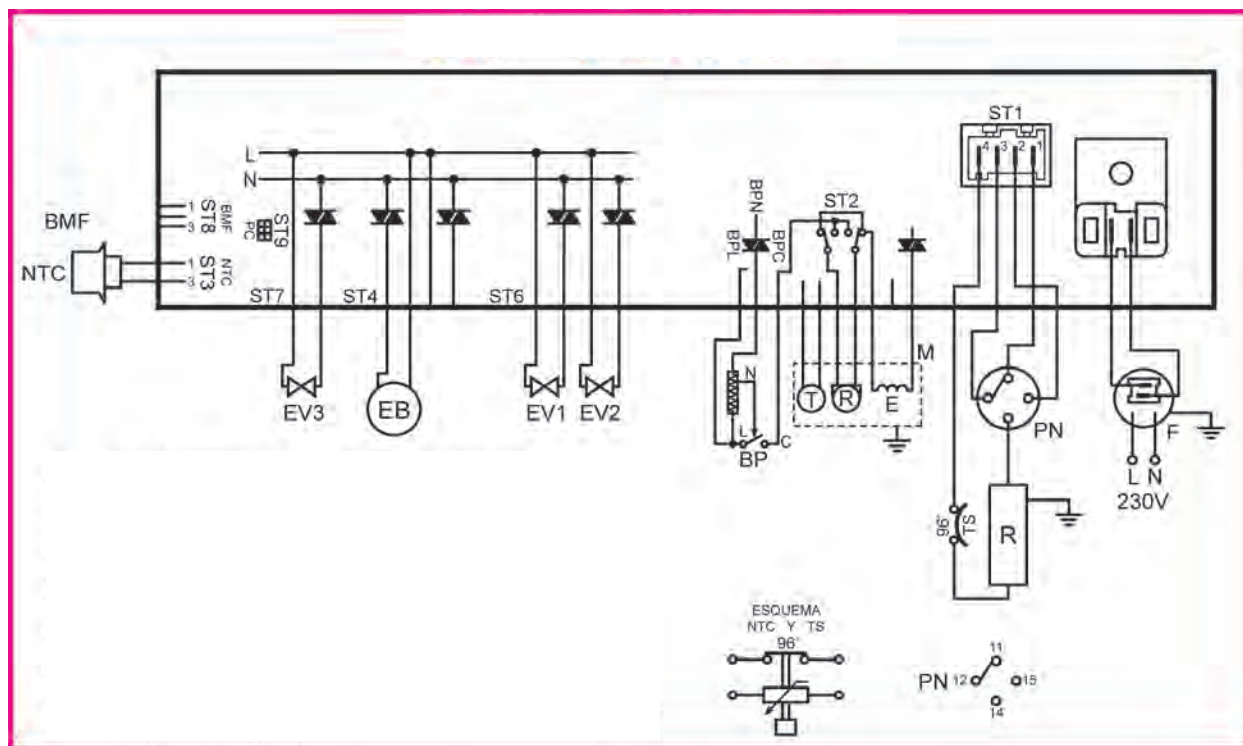 ST1
4 3 2 1
L
N
BMF
1 3
ST8
BMF
ST9
PC
NTC
1 3
ST3
NTC
ST7
ST4
ST6
BPN
BPL
BPC
ST2
EV3
EB
EV1
EV2
N
L
C
BP
M
T
R
E
PN
F
L N
230V
96°
TS
R
ESQUEMA
NTC Y TS
96°
PN
11
12
15
14